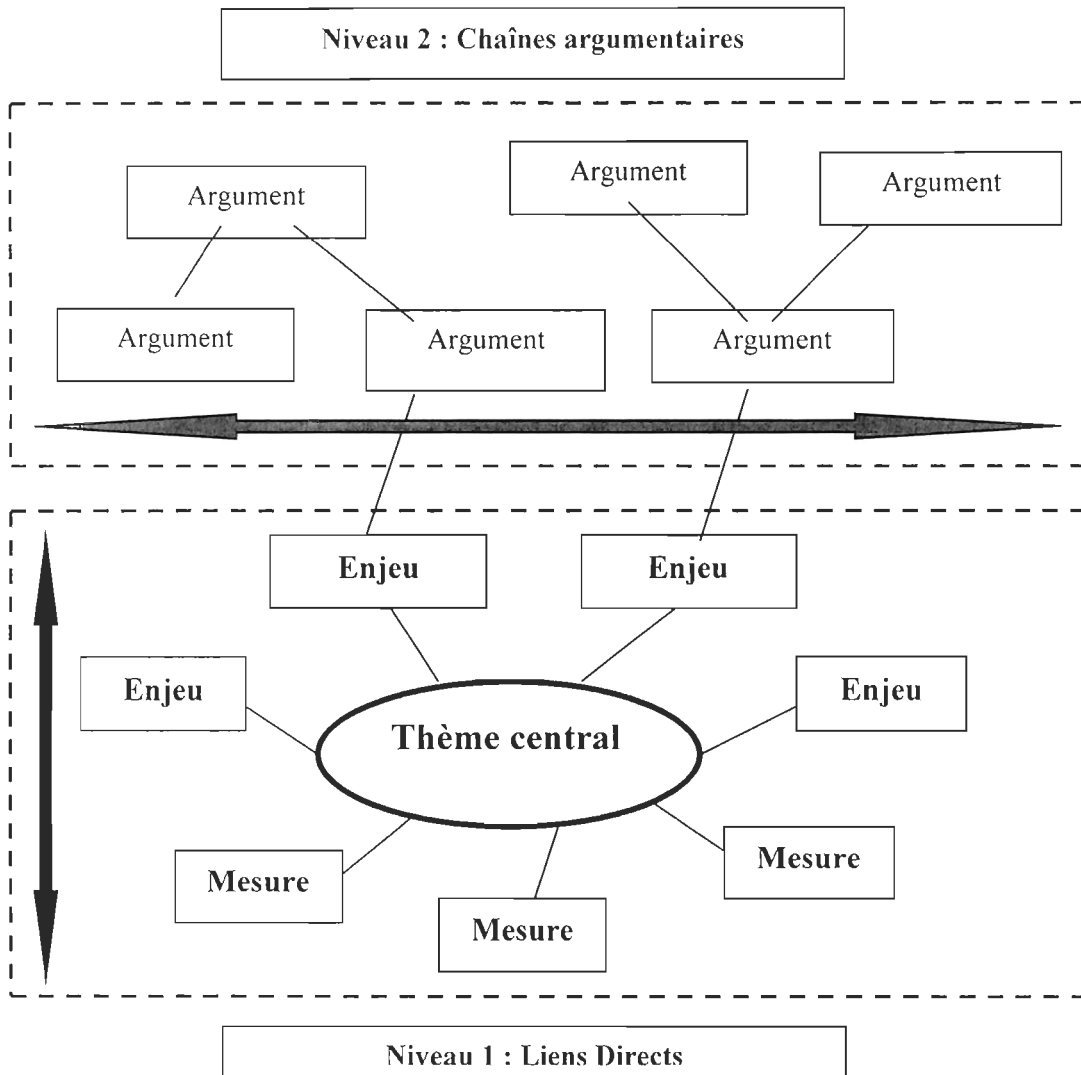 Niveau 2 : Chaînes argumentaires
Argument
Argument
Argument
Argument
Argument
Argument
Enjeu
Enjeu
Enjeu
Enjeu
Thème central
Mesure
Mesure
Mesure
Niveau 1 : Liens Directs